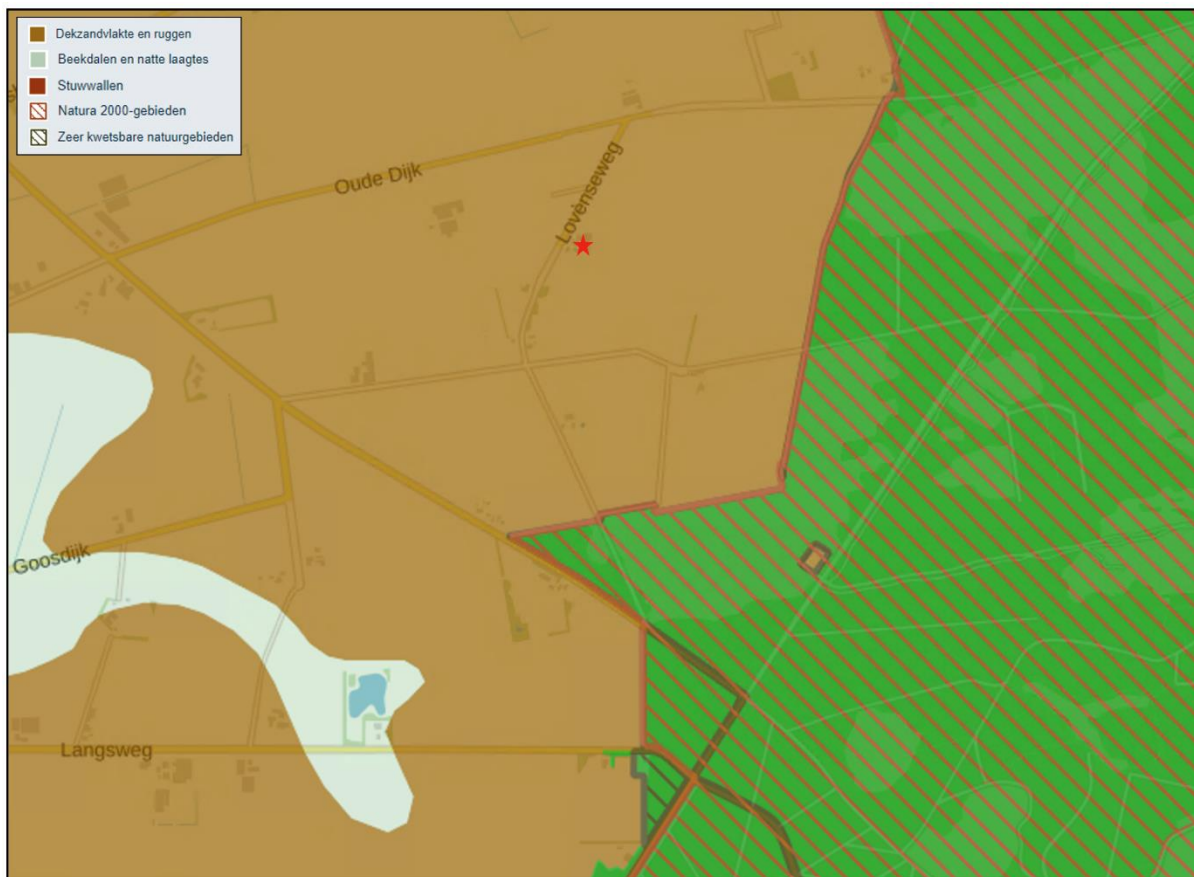 Dekzandvlakte en ruggen
Beekdalen en natte laagtes
Stuwwallen
Natura 2000-gebieden
Zeer kwetsbare natuurgebieden
Oude Dijk
Lovenseweg
Goosdijk
Langsweg